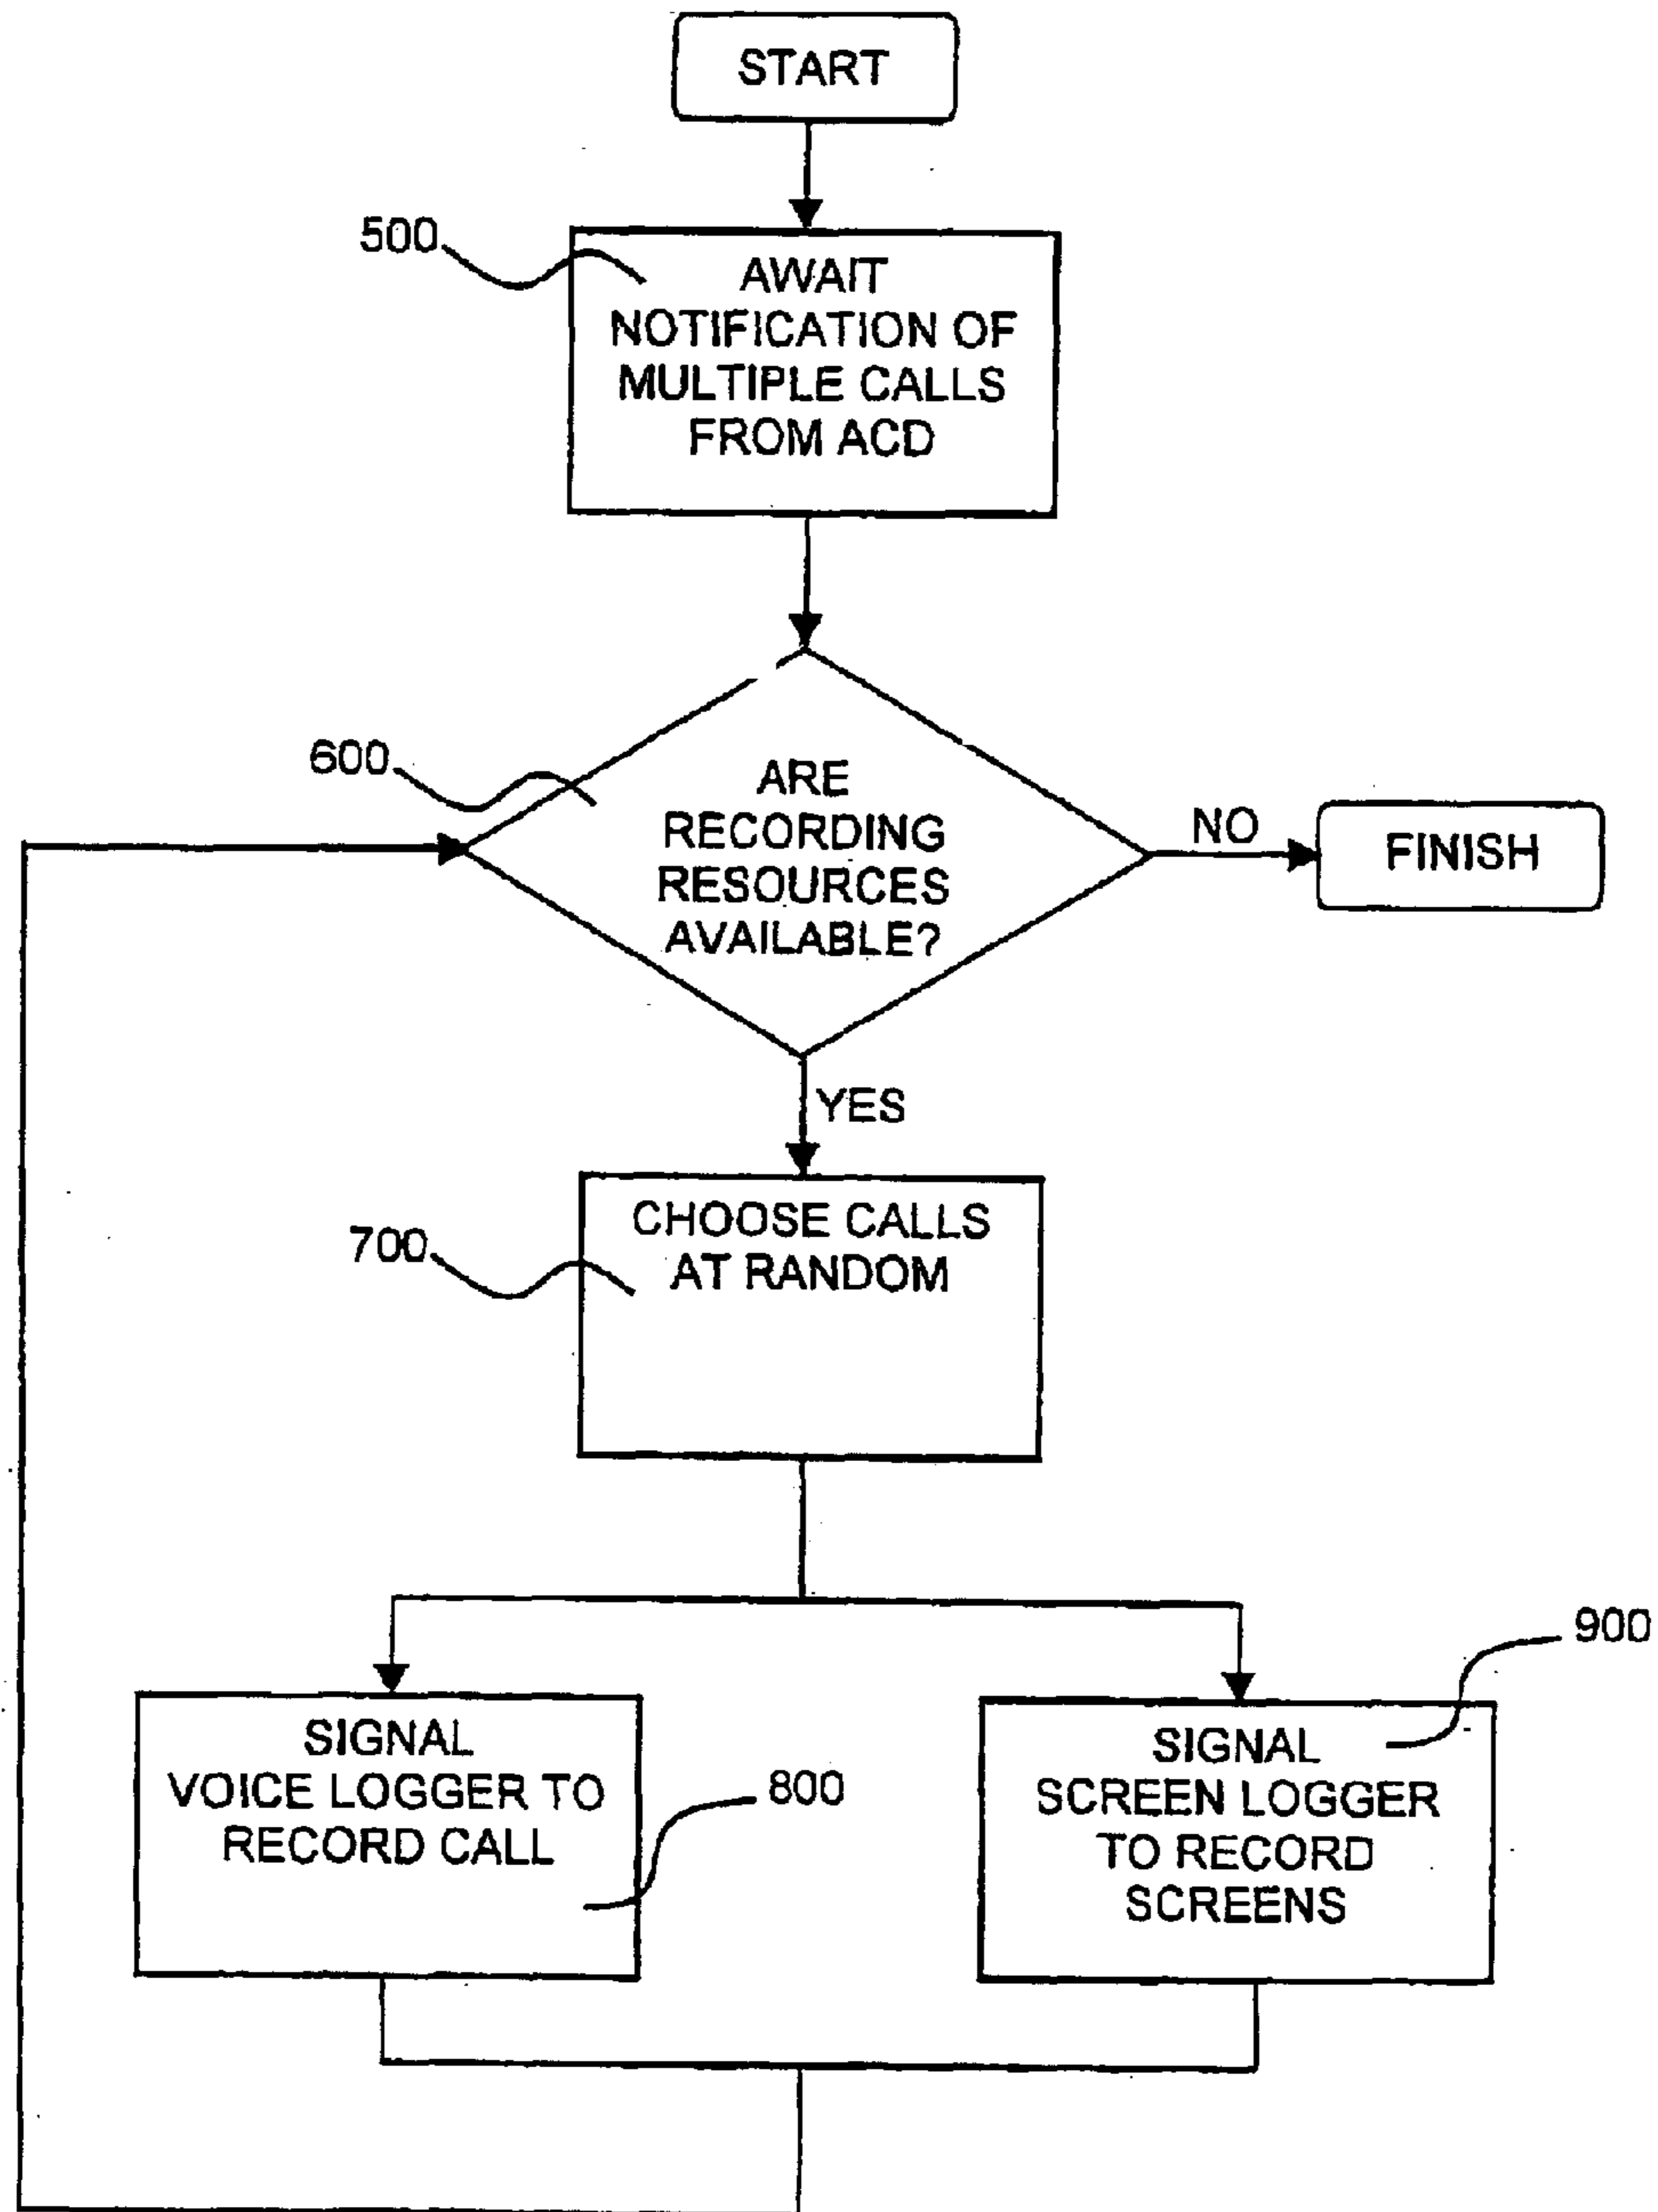 START
500
AWAIT
NOTIFICATION OF
MULTIPLE CALLS
FROM ACD
600
ARE
RECORDING
RESOURCES
AVAILABLE?
NO
FINISH
YES
700
CHOOSE CALLS
AT RANDOM
SIGNAL
VOICE LOGGER TO
RECORD CALL
800
900
SIGNAL
SCREEN LOGGER
TO RECORD
SCREENS